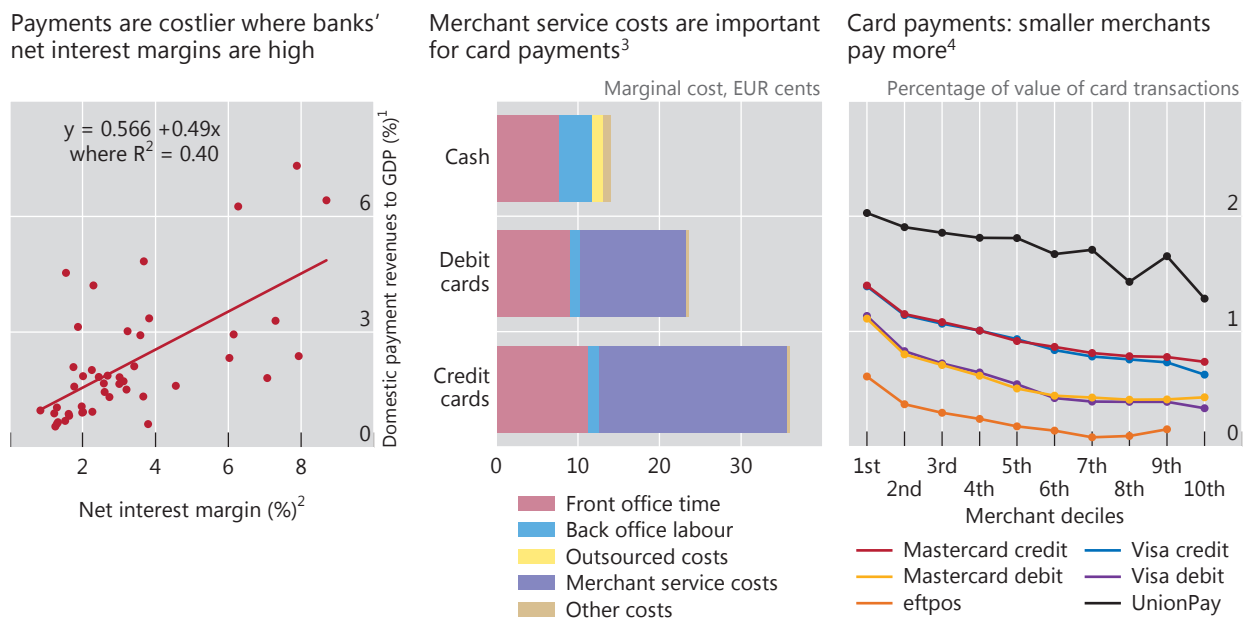 Payments are costlier where banks’
net interest margins are high
y = 0.566 +0.49x
where R2 = 0.40
6
3
0
Domestic payment revenues to GDP (%)1
2 4 6 8
Net interest margin (%)2
Merchant service costs are important
for card payments3
Marginal cost, EUR cents
Cash
Debit
cards
Credit
cards
0 10 20 30
Front office time
Back office labour
Outsourced costs
Merchant service costs
Other costs
Card payments: smaller merchants
pay more4
Percentage of value of card transactions
2
1
0
1st 3rd 5th 7th 9th
2nd 4th 6th 8th 10th
Merchant deciles
Mastercard credit
Mastercard debit
eftpos
Visa credit
Visa debit
UnionPay